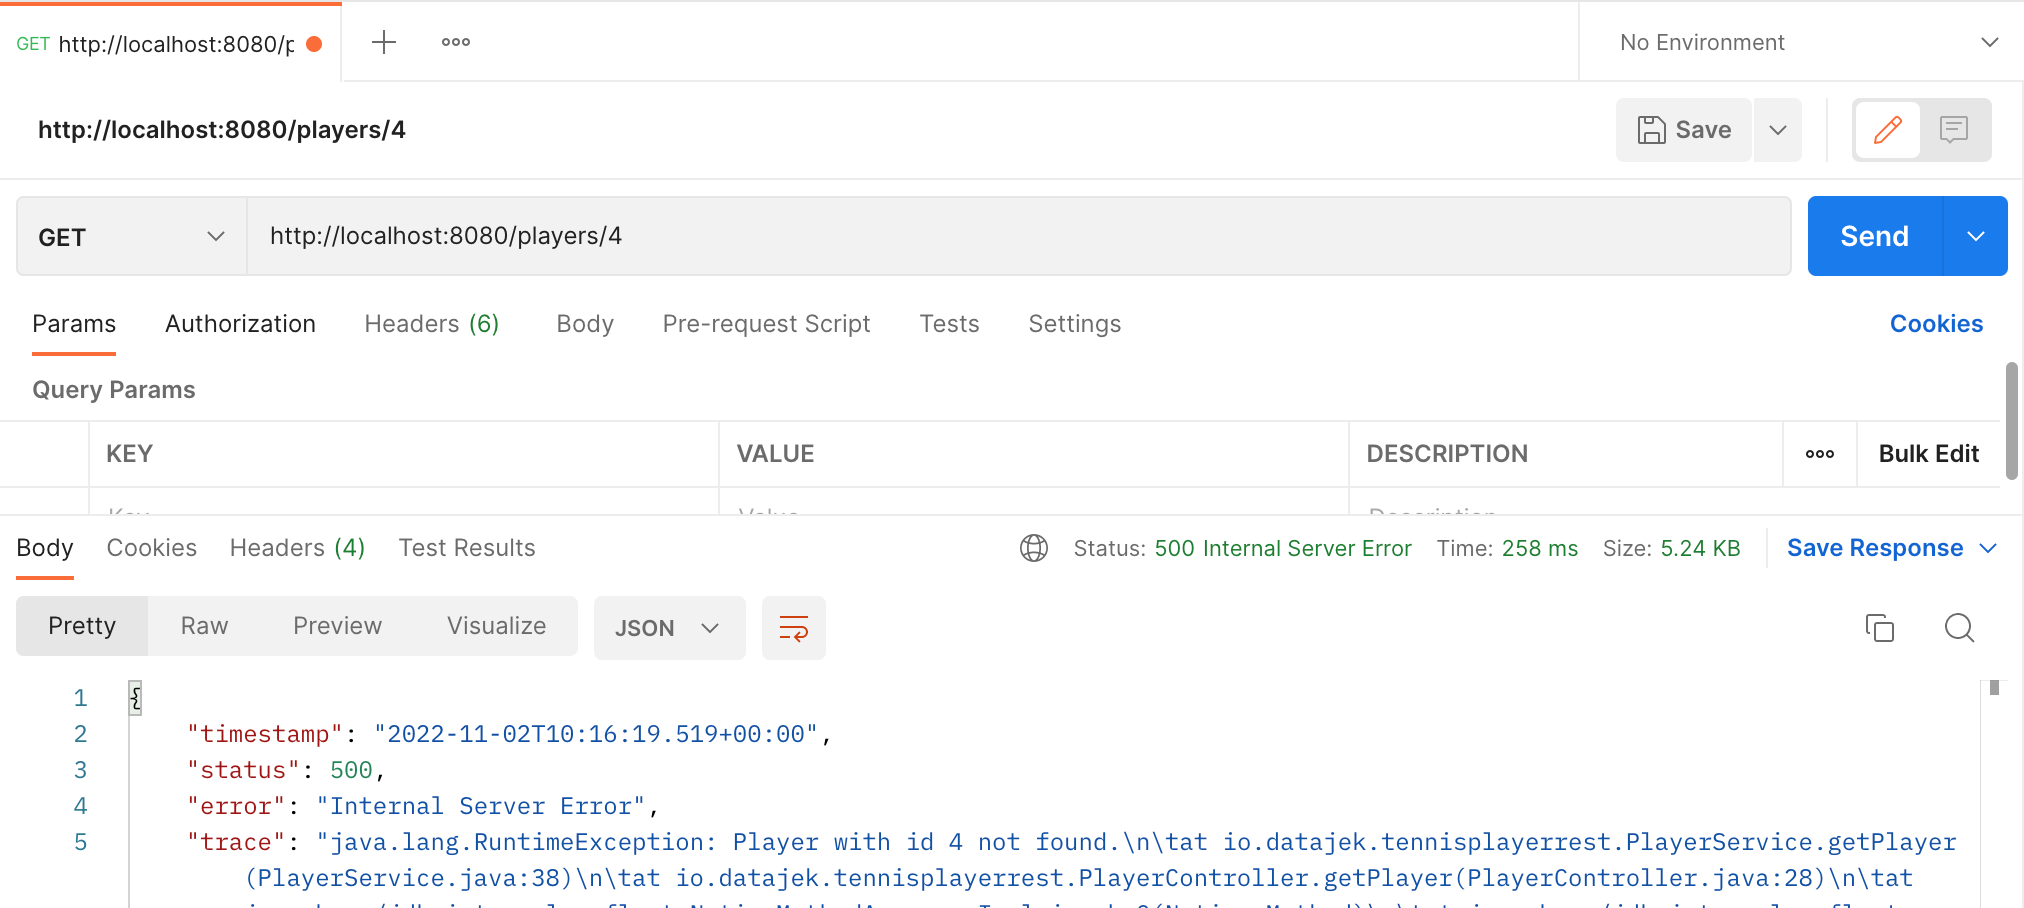 GET http://localhost:8080/p
No Environment
http://localhost:8080/players/4
Save
GET http://localhost:8080/players/4
Send
Params Authorization Headers (6) Body Pre-request Script Tests Settings Cookies
Query Params
KEY VALUE DESCRIPTION ooo Bulk Edit
Key Value Description
Body Cookies Headers (4) Test Results Status: 500 Internal Server Error Time: 258 ms Size: 5.24 KB Save Response
Pretty Raw Preview Visualize JSON
1 {
2 "timestamp": "2022-11-02T10:16:19.519+00:00",
3 "status": 500,
4 "error": "Internal Server Error",
5 "trace": "java.lang.RuntimeException: Player with id 4 not found.\n\tat io.datajek.tennisplayerrest.PlayerService.getPlayer
(PlayerService.java:38)\n\tat io.datajek.tennisplayerrest.PlayerController.getPlayer(PlayerController.java:28)\n\tat